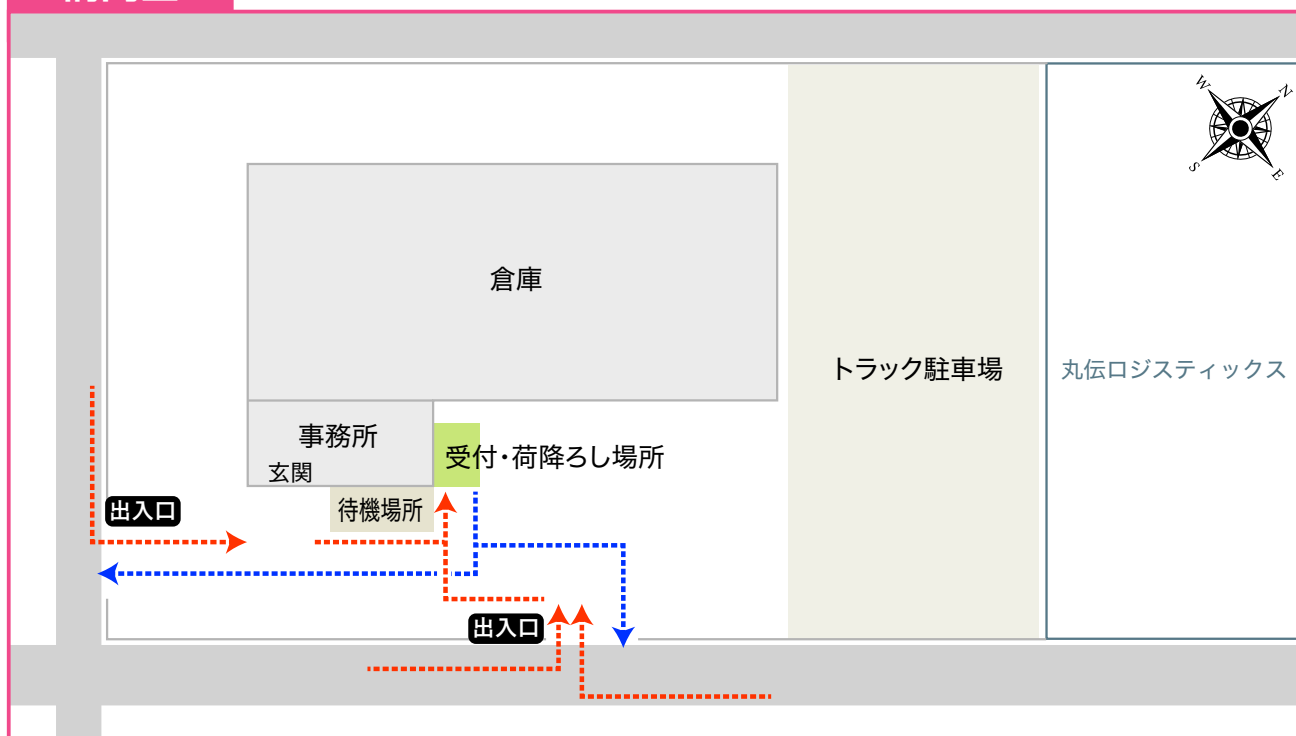 W
N
S
E
倉庫
トラック駐車場
丸伝ロジスティックス
事務所
玄関
受付・荷降ろし場所
待機場所
出入口
出入口